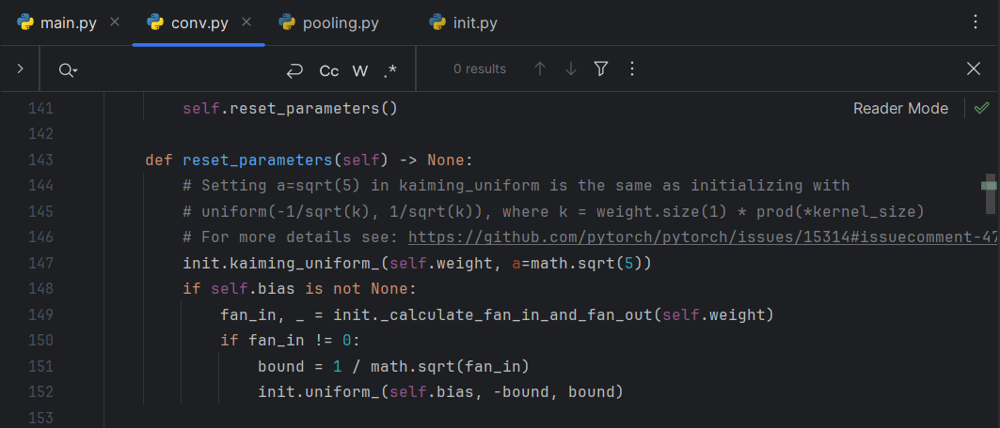 main.py conv.py pooling.py init.py
Cc W .* 0 results
141 self.reset_parameters() Reader Mode
142
143 def reset_parameters(self) -> None:
144 # Setting a=sqrt(5) in kaiming_uniform is the same as initializing with
145 # uniform(-1/sqrt(k), 1/sqrt(k)), where k = weight.size(1) * prod(*kernel_size)
146 # For more details see: https://github.com/pytorch/pytorch/issues/15314#issuecomment-47
147 init.kaiming_uniform_(self.weight, a=math.sqrt(5))
148 if self.bias is not None:
149 fan_in, _ = init._calculate_fan_in_and_fan_out(self.weight)
150 if fan_in != 0:
151 bound = 1 / math.sqrt(fan_in)
152 init.uniform_(self.bias, -bound, bound)
153